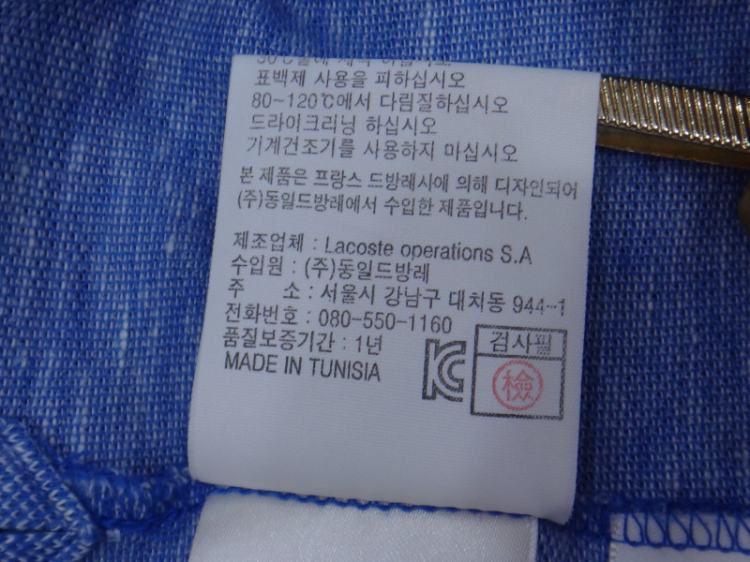 표백제 사용을 피하십시오
80~120℃에서 다림질하십시오
드라이크리닝 하십시오
기계건조기를 사용하지 마십시오
본 제품은 프랑스 드방레사에 의해 디자인되어
(주)동일드방레에서 수입한 제품입니다.
제조업체 : Lacoste operations S.A
수입원 : (주)동일드방레
주 소 : 서울시 강남구 대치동 944-1
전화번호 : 080-550-1160
품질보증기간 : 1년
MADE IN TUNISIA
검사필
檢